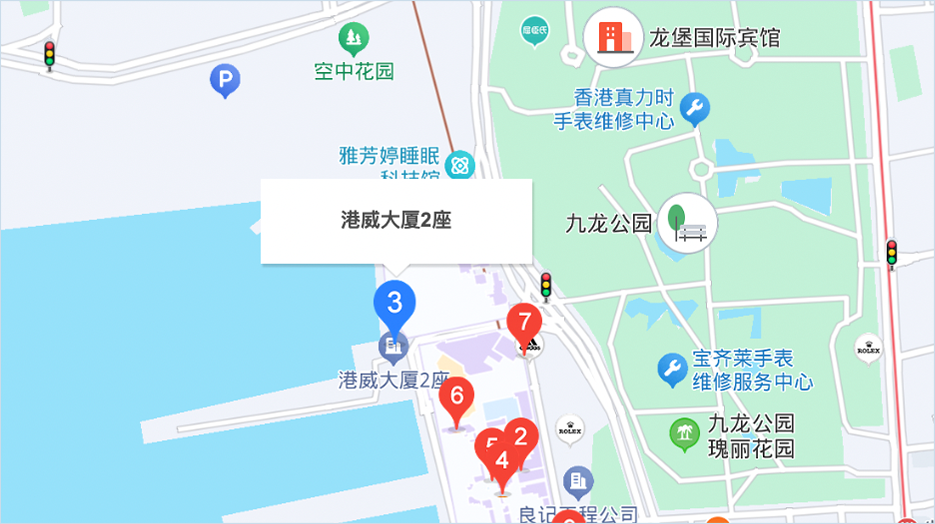 屈臣氏
龙堡国际宾馆
空中花园
P
香港真力时
手表维修中心
雅芳婷睡眠
科技馆
港威大厦2座
九龙公园
3
7
adidas
ROLEX
港威大厦2座
宝齐莱手表
维修服务中心
6
九龙公园
瑰丽花园
ROLEX
5
2
4
良记工程公司